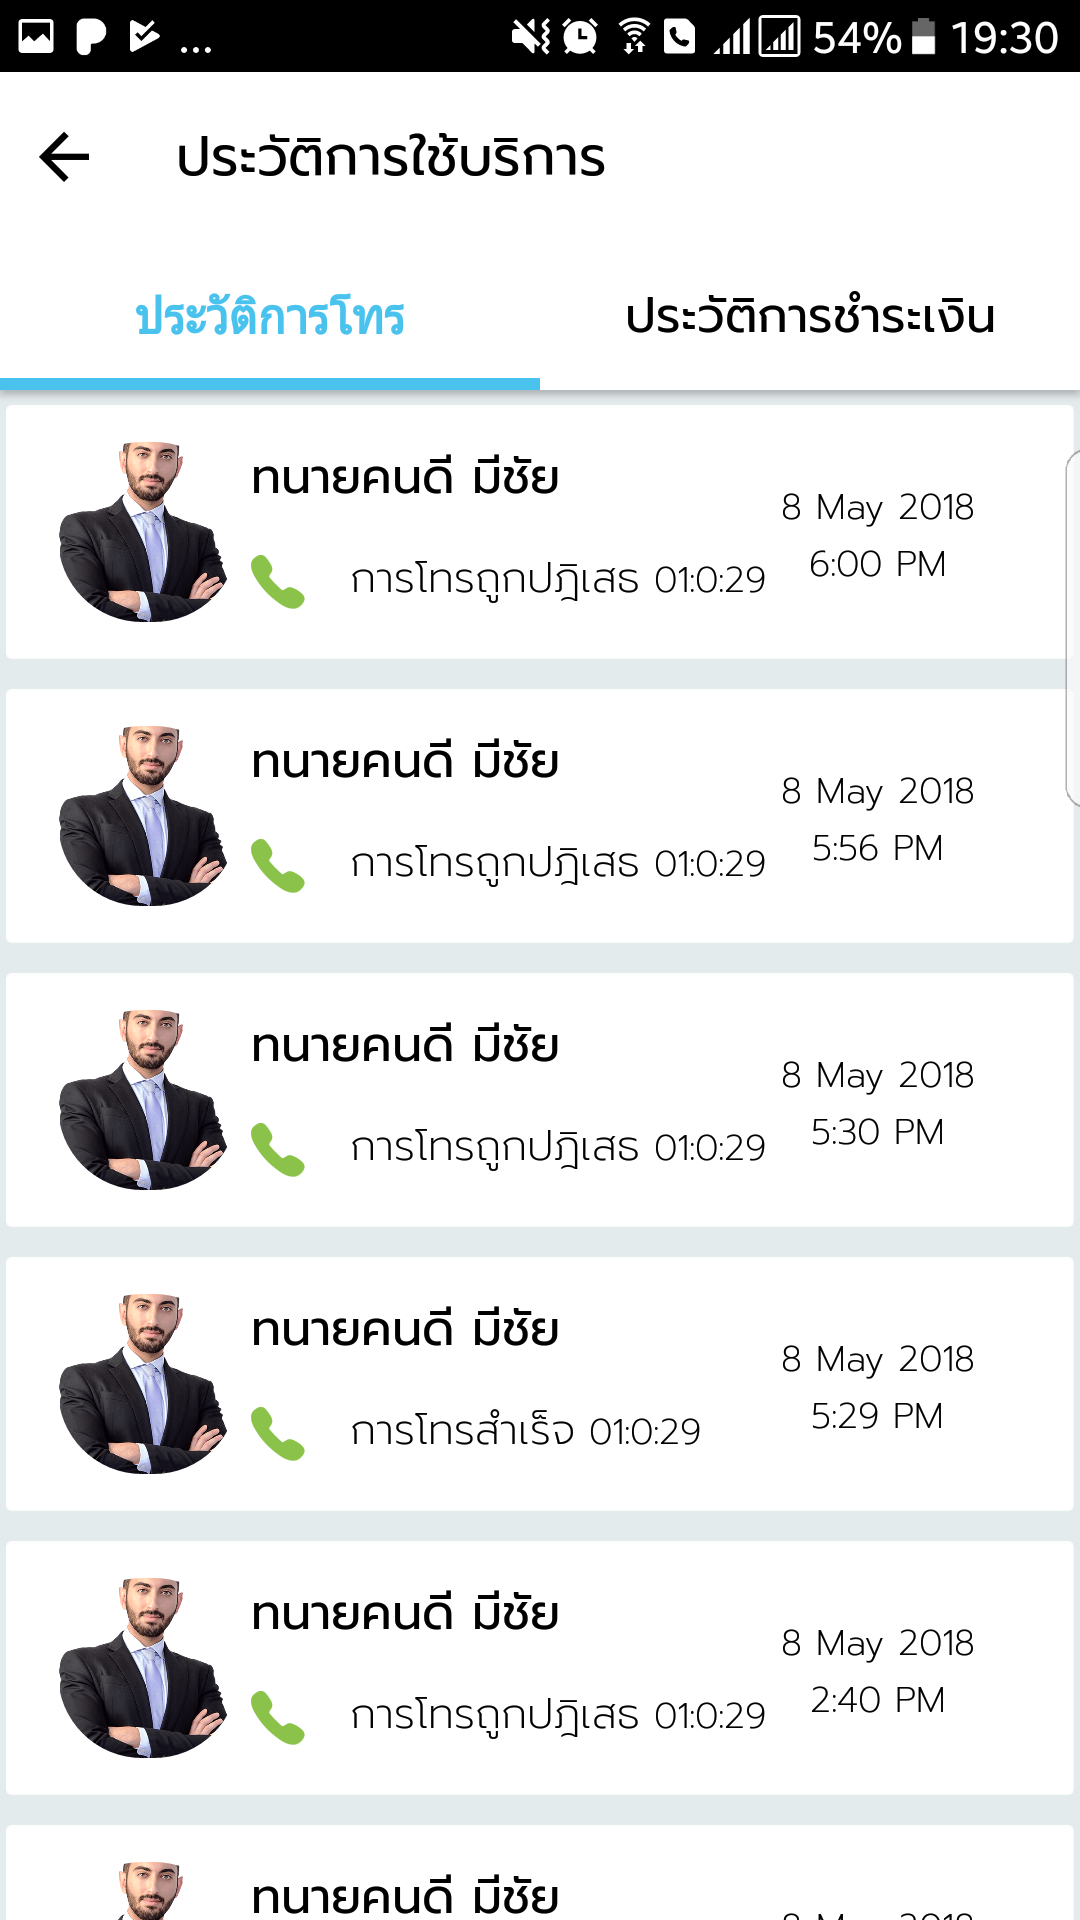 54% 19:30
ประวัติการใช้บริการ
ประวัติการโทร ประวัติการชำระเงิน
ทนายคนดี มีชัย
8 May 2018
6:00 PM
การโทรถูกปฎิเสธ 01:0:29
ทนายคนดี มีชัย
8 May 2018
5:56 PM
การโทรถูกปฎิเสธ 01:0:29
ทนายคนดี มีชัย
8 May 2018
5:30 PM
การโทรถูกปฎิเสธ 01:0:29
ทนายคนดี มีชัย
8 May 2018
5:29 PM
การโทรสำเร็จ 01:0:29
ทนายคนดี มีชัย
8 May 2018
2:40 PM
การโทรถูกปฎิเสธ 01:0:29
ทนายคนดี มีชัย